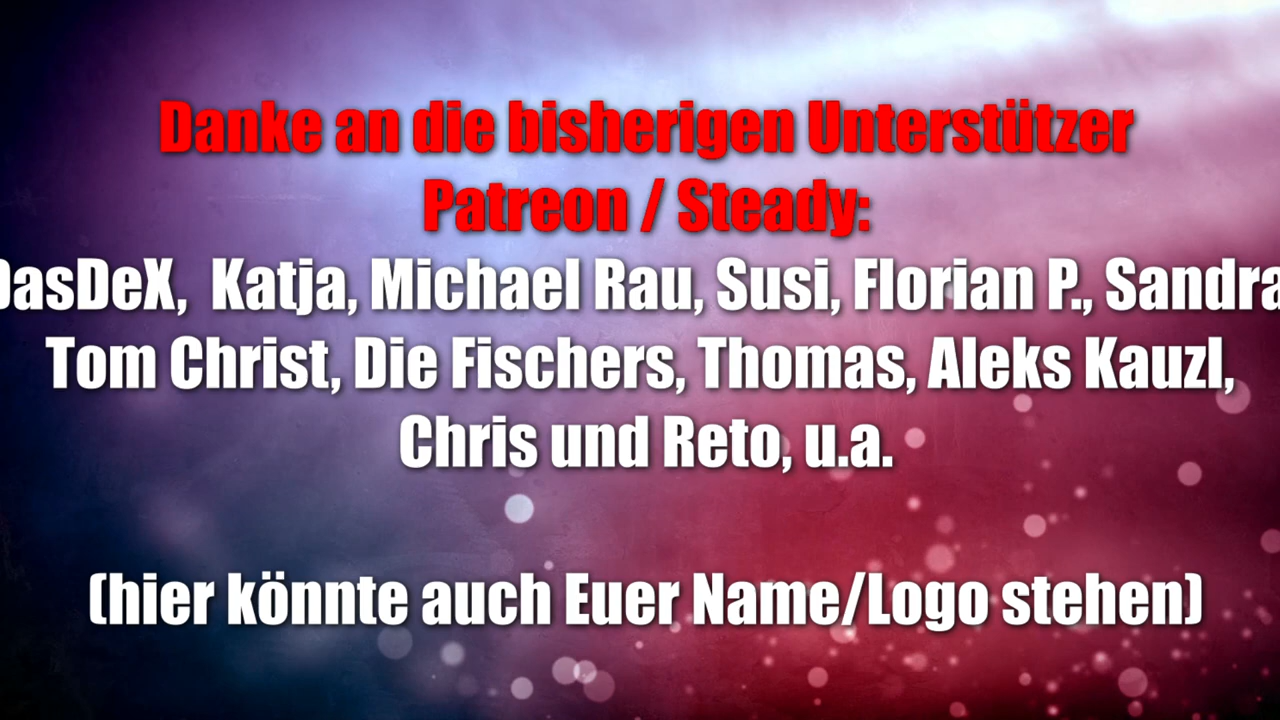 Danke an die bisherigen Unterstützer
Patreon / Steady:
DasDeX, Katja, Michael Rau, Susi, Florian P., Sandra
Tom Christ, Die Fischers, Thomas, Aleks Kauzl,
Chris und Reto, u.a.
(hier könnte auch Euer Name/Logo stehen)